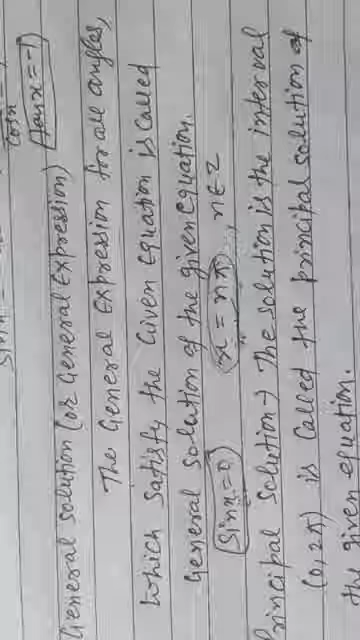 cosx
tanx = -1
General solution (or General Expression)
The General Expression for all angles,
which satisfy the Given Equation is called
General Solution of the given Equation.
Sinx = 0 x = nπ, n ∈ Z
incipal solution → The solution is the interval
(0, 2π) is called the principal solution of
the given equation.